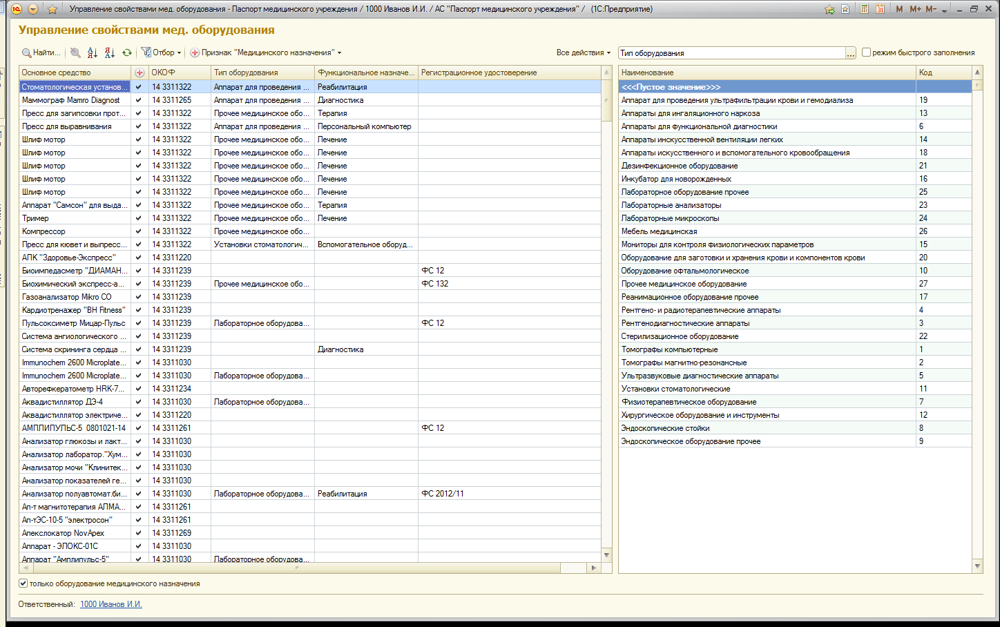 Управление свойствами мед. оборудования - Паспорт медицинского учреждения / 1000 Иванов И.И. / АС "Паспорт медицинского учреждения" / (1С:Предприятие)
M M+ M-
Управление свойствами мед. оборудования
Найти... Отбор Признак "Медицинского назначения" Все действия
Тип оборудования ... режим быстрого заполнения
Основное средство ОКОФ Тип оборудования Функциональное назначе... Регистрационное удостоверение
Стоматологическая установ... 14 3311322 Аппарат для проведения ... Реабилитация
Маммограф Mamro Diagnost 14 3311265 Аппарат для проведения ... Диагностика
Пресс для загипсовки прот... 14 3311322 Прочее медицинское обо... Терапия
Пресс для выравнивания 14 3311322 Аппарат для проведения ... Персональный компьютер
Шлиф мотор 14 3311322 Прочее медицинское обо... Лечение
Шлиф мотор 14 3311322 Прочее медицинское обо... Лечение
Шлиф мотор 14 3311322 Прочее медицинское обо... Лечение
Шлиф мотор 14 3311322 Прочее медицинское обо... Лечение
Шлиф мотор 14 3311322 Прочее медицинское обо... Лечение
Аппарат "Самсон" для выда... 14 3311322 Прочее медицинское обо... Терапия
Тример 14 3311322 Прочее медицинское обо... Лечение
Компрессор 14 3311322 Прочее медицинское обо...
Пресс для кювет и выпресс... 14 3311322 Установки стоматологич... Вспомогательное оборуд...
АПК "Здоровье-Экспресс" 14 3311220
Биоимпедасметр "ДИАМАН... 14 3311239 ФС 12
Биохимический экспресс-а... 14 3311239 Прочее медицинское обо... ФС 132
Газоанализатор Mikro CO 14 3311239
Кардиотренажер "BH Fitness" 14 3311239
Пульсоксиметр Мицар-Пульс 14 3311239 Лабораторное оборудова... ФС 12
Система ангиологического ... 14 3311239
Система скрининга сердца ... 14 3311239 Диагностика
Immunochem 2600 Microplate... 14 3311030
Immunochem 2600 Microplate... 14 3311030 Лабораторное оборудова...
Авторефкератометр HRK-7... 14 3311234
Аквадистиллятор ДЭ-4 14 3311030 Лабораторное оборудова...
Аквадистиллятор электриче... 14 3311220
АМПЛИПУЛЬС-5 0801021-14 14 3311261 ФС 12
Анализатор глюкозы и лакт... 14 3311030
Анализатор лаборатор."Хум... 14 3311030
Анализатор мочи "Клинитек... 14 3311030
Анализатор показателей ге... 14 3311030
Анализатор полуавтомат.би... 14 3311030 Лабораторное оборудова... Реабилитация ФС 2012/11
Ап-т магнитотерапия АЛМА... 14 3311261
Ап-тЭС-10-5 "электросон" 14 3311261
Апекслокатор NovApex 14 3311269
Аппарат - ЭЛОКС-01С 14 3311030
Аппарат "Амплипульс-5" 14 3311030 Лабораторное оборудова...
Наименование Код
<<<Пустое значение>>>
Аппарат для проведения ультрафильтрации крови и гемодиализа 19
Аппараты для ингаляционного наркоза 13
Аппараты для функциональной диагностики 6
Аппараты инскусственной вентиляции легких 14
Аппараты искусственного и вспомогательного кровообращения 18
Дезинфекционное оборудование 21
Инкубатор для новорожденных 16
Лабораторное оборудование прочее 25
Лабораторные анализаторы 23
Лабораторные микроскопы 24
Мебель медицинская 26
Мониторы для контроля физиологических параметров 15
Оборудование для заготовки и хранения крови и компонентов крови 20
Оборудование офтальмологическое 10
Прочее медицинское оборудование 27
Реанимационное оборудование прочее 17
Рентгено- и радиотерапевтические аппараты 4
Рентгенодиагностические аппараты 3
Стерилизационное оборудование 22
Томографы компьютерные 1
Томографы магнитно-резонансные 2
Ультразвуковые диагностические аппараты 5
Установки стоматологические 11
Физиотерапевтическое оборудование 7
Хирургическое оборудование и инструменты 12
Эндоскопические стойки 8
Эндоскопическое оборудование прочее 9
только оборудование медицинского назначения
Ответственный: 1000 Иванов И.И.